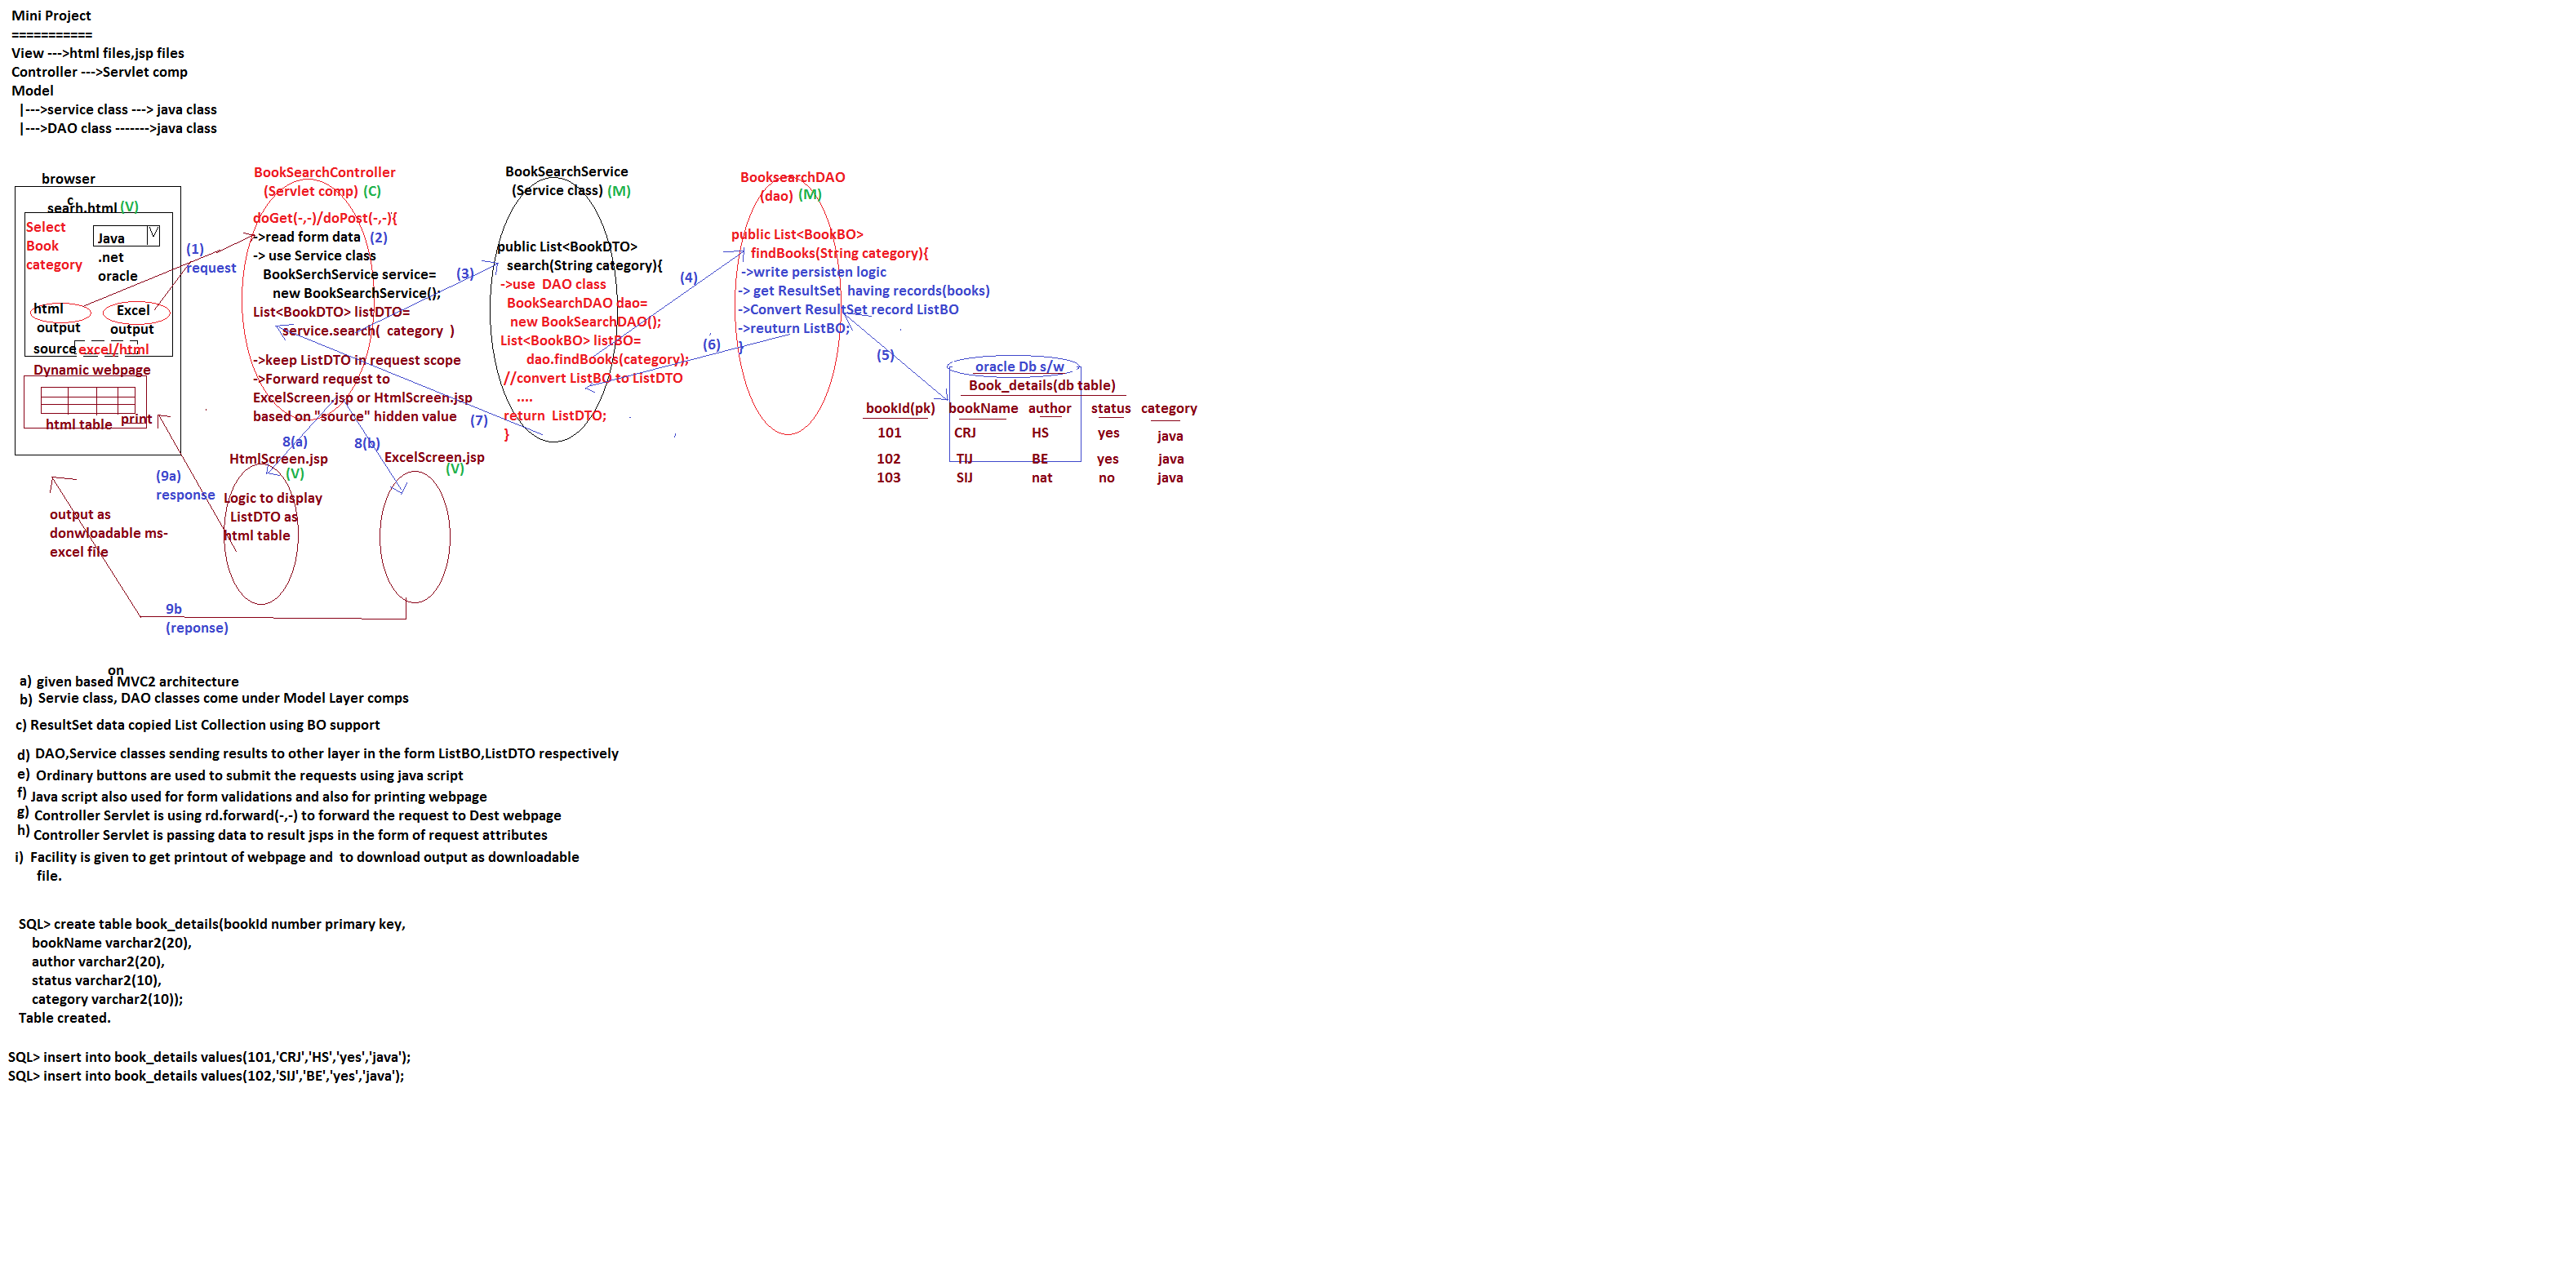 Mini Project
===========
View --->html files,jsp files
Controller --->Servlet comp
Model
|--->service class ---> java class
|--->DAO class ------->java class
browser
c
searh.html (V)
Select
Book
category
Java
.net
oracle
html
output
Excel
output
source
excel/html
Dynamic webpage
html table
print
(1)
request
BookSearchController
(Servlet comp) (C)
doGet(-,-)/doPost(-,-){
->read form data (2)
-> use Service class
BookSerchService service=
new BookSearchService();
List<BookDTO> listDTO=
service.search( category )
->keep ListDTO in request scope
->Forward request to
ExcelScreen.jsp or HtmlScreen.jsp
based on "source" hidden value
(3)
BookSearchService
(Service class) (M)
public List<BookDTO>
search(String category){
->use DAO class
BookSearchDAO dao=
new BookSearchDAO();
List<BookBO> listBO=
dao.findBooks(category);
//convert ListBO to ListDTO
....
return ListDTO;
}
(4)
(6)
(7)
BooksearchDAO
(dao) (M)
public List<BookBO>
findBooks(String category){
->write persisten logic
-> get ResultSet having records(books)
->Convert ResultSet record ListBO
->reuturn ListBO;
}
(5)
oracle Db s/w
Book_details(db table)
bookId(pk) bookName author status category
101 CRJ HS yes java
102 TIJ BE yes java
103 SIJ nat no java
8(a)
8(b)
HtmlScreen.jsp
(V)
ExcelScreen.jsp
(V)
Logic to display
ListDTO as
html table
(9a)
response
output as
donwloadable ms-
excel file
9b
(reponse)
on
a) given based MVC2 architecture
b) Servie class, DAO classes come under Model Layer comps
c) ResultSet data copied List Collection using BO support
d) DAO,Service classes sending results to other layer in the form ListBO,ListDTO respectively
e) Ordinary buttons are used to submit the requests using java script
f) Java script also used for form validations and also for printing webpage
g) Controller Servlet is using rd.forward(-,-) to forward the request to Dest webpage
h) Controller Servlet is passing data to result jsps in the form of request attributes
i) Facility is given to get printout of webpage and to download output as downloadable
file.
SQL> create table book_details(bookId number primary key,
bookName varchar2(20),
author varchar2(20),
status varchar2(10),
category varchar2(10));
Table created.
SQL> insert into book_details values(101,'CRJ','HS','yes','java');
SQL> insert into book_details values(102,'SIJ','BE','yes','java');